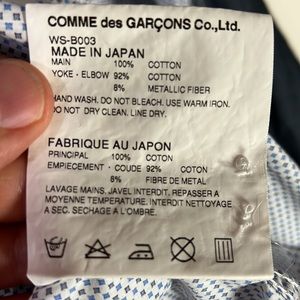 COMME des GARÇONS Co.,Ltd.
WS-B003
MADE IN JAPAN
MAIN 100% COTTON
YOKE・ELBOW 92% COTTON
8% METALLIC FIBER
HAND WASH. DO NOT BLEACH. USE WARM IRON.
DO NOT DRY CLEAN. LINE DRY.
FABRIQUE AU JAPON
PRINCIPAL 100% COTON
EMPIECEMENT・COUDE 92% COTON
8% FIBRE DE METAL
LAVAGE MAINS. JAVEL INTERDIT. REPASSER A
MOYENNE TEMPERATURE. INTERDIT NETTOYAGE
A SEC. SECHAGE A L'OMBRE.